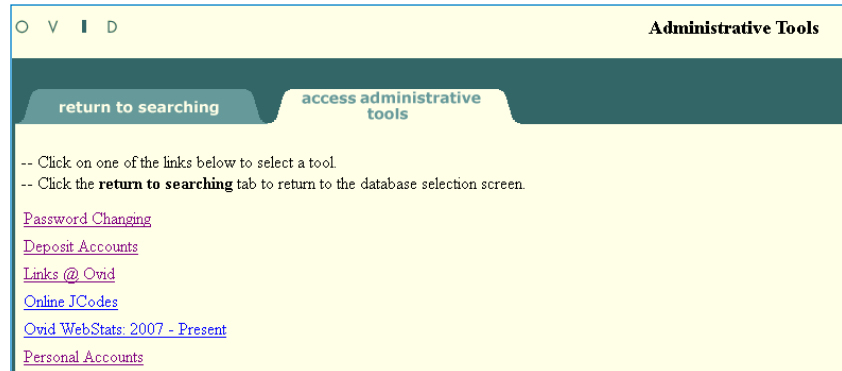 O V I D
Administrative Tools
return to searching
access administrative
tools
-- Click on one of the links below to select a tool.
-- Click the return to searching tab to return to the database selection screen.
Password Changing
Deposit Accounts
Links @ Ovid
Online JCodes
Ovid WebStats: 2007 - Present
Personal Accounts